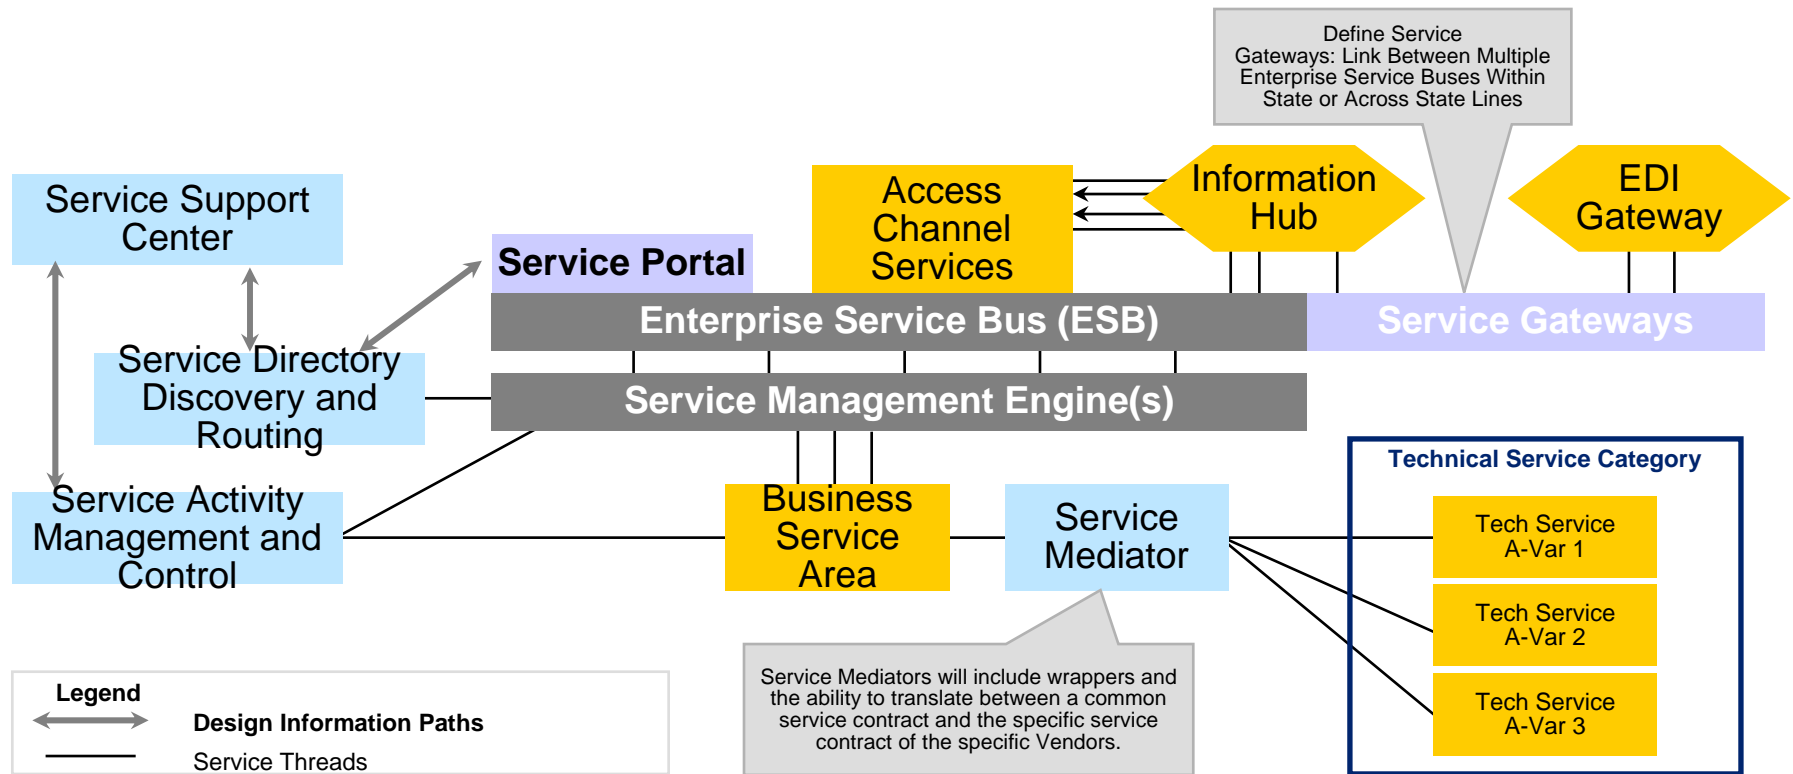 Define Service
Gateways: Link Between Multiple
Enterprise Service Buses Within
State or Across State Lines
Service Support
Center
Service Portal
Access
Channel
Services
Information
Hub
EDI
Gateway
Enterprise Service Bus (ESB)
Service Gateways
Service Directory
Discovery and
Routing
Service Management Engine(s)
Service Activity
Management and
Control
Business
Service
Area
Service
Mediator
Technical Service Category
Tech Service
A-Var 1
Tech Service
A-Var 2
Tech Service
A-Var 3
Service Mediators will include wrappers and
the ability to translate between a common
service contract and the specific service
contract of the specific Vendors.
Legend
Design Information Paths
Service Threads